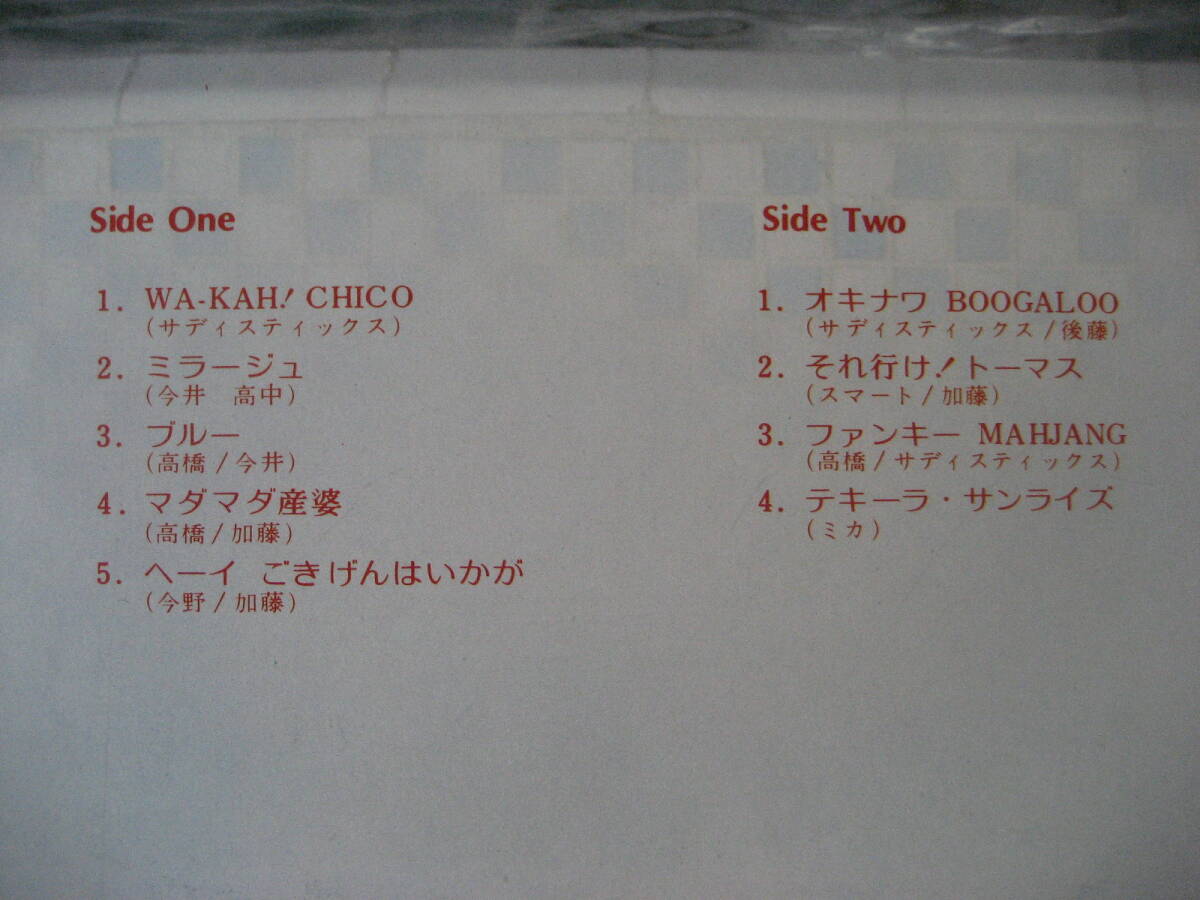 Side One
1. WA-KAH! CHICO
(サディスティックス)
2. ミラージュ
(今井 高中)
3. ブルー
(高橋/今井)
4. マダマダ産婆
(高橋/加藤)
5. ヘーイ ごきげんはいかが
(今野/加藤)
Side Two
1. オキナワ BOOGALOO
(サディスティックス/後藤)
2. それ行け!トーマス
(スマート/加藤)
3. ファンキー MAHJANG
(高橋/サディスティックス)
4. テキーラ・サンライズ
(ミカ)